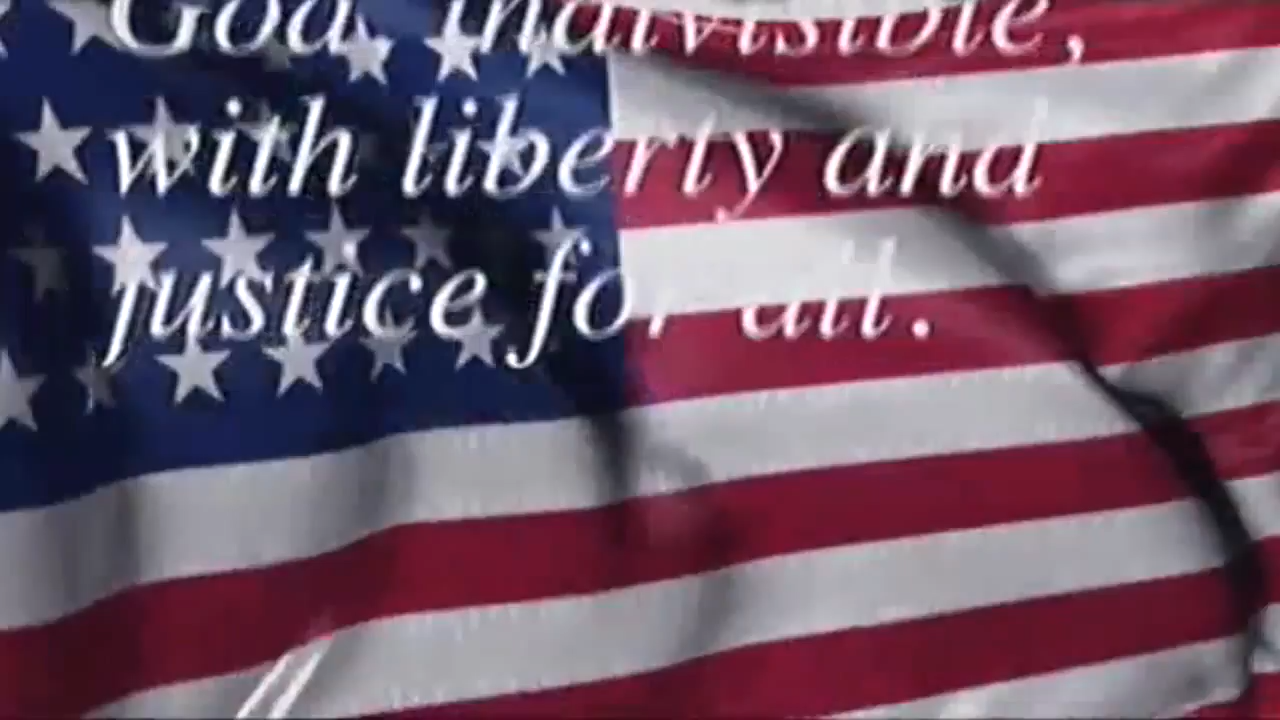 God, indivisible,
with liberty and
justice for all.